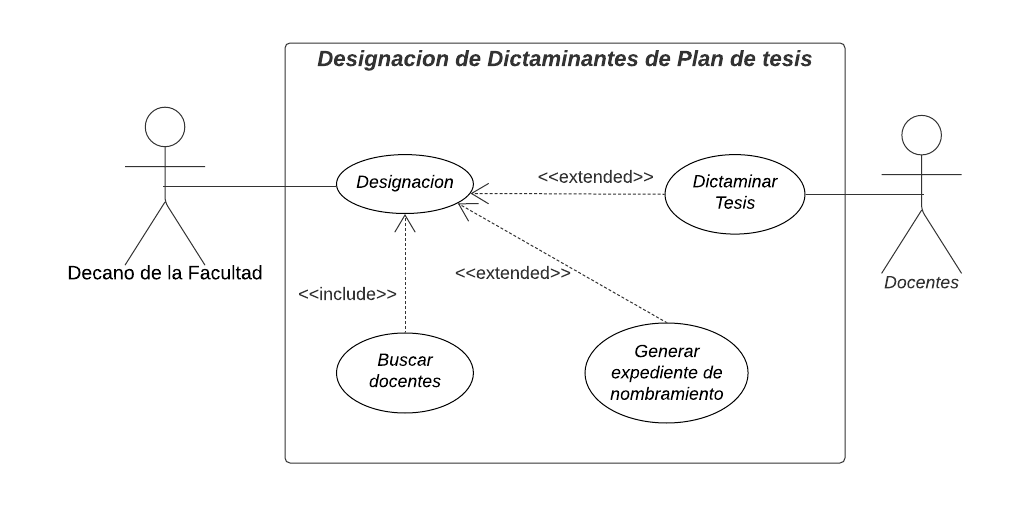 Designacion de Dictaminantes de Plan de tesis
Decano de la Facultad
Designacion
<<extended>>
Dictaminar
Tesis
Docentes
<<extended>>
<<include>>
Buscar
docentes
Generar
expediente de
nombramiento